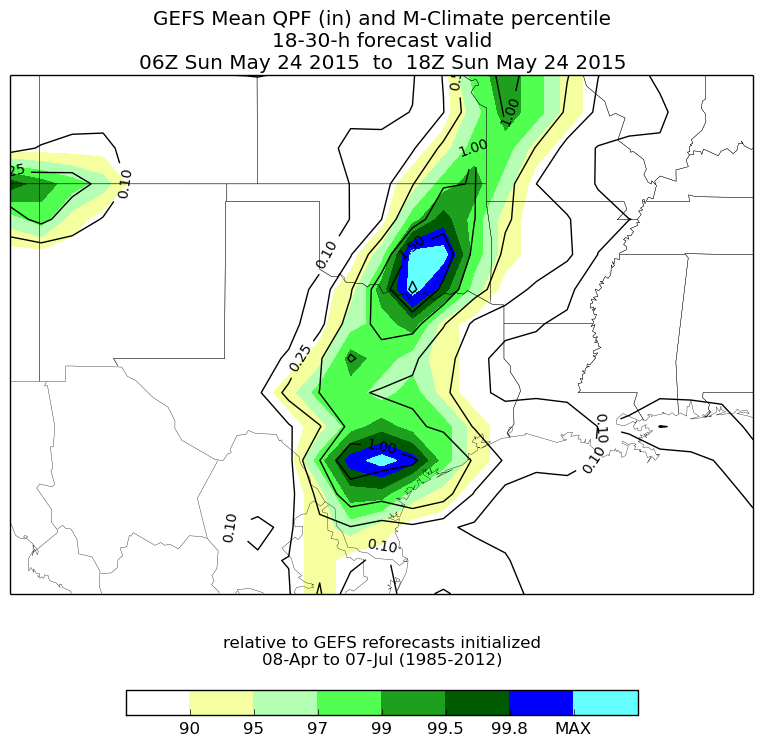 GEFS Mean QPF (in) and M-Climate percentile
18-30-h forecast valid
06Z Sun May 24 2015 to 18Z Sun May 24 2015
1.00
1.00
0.10
0.10
0.25
1.00
0.10
0.10
0.10
0.10
relative to GEFS reforecasts initialized
08-Apr to 07-Jul (1985-2012)
90 95 97 99 99.5 99.8 MAX